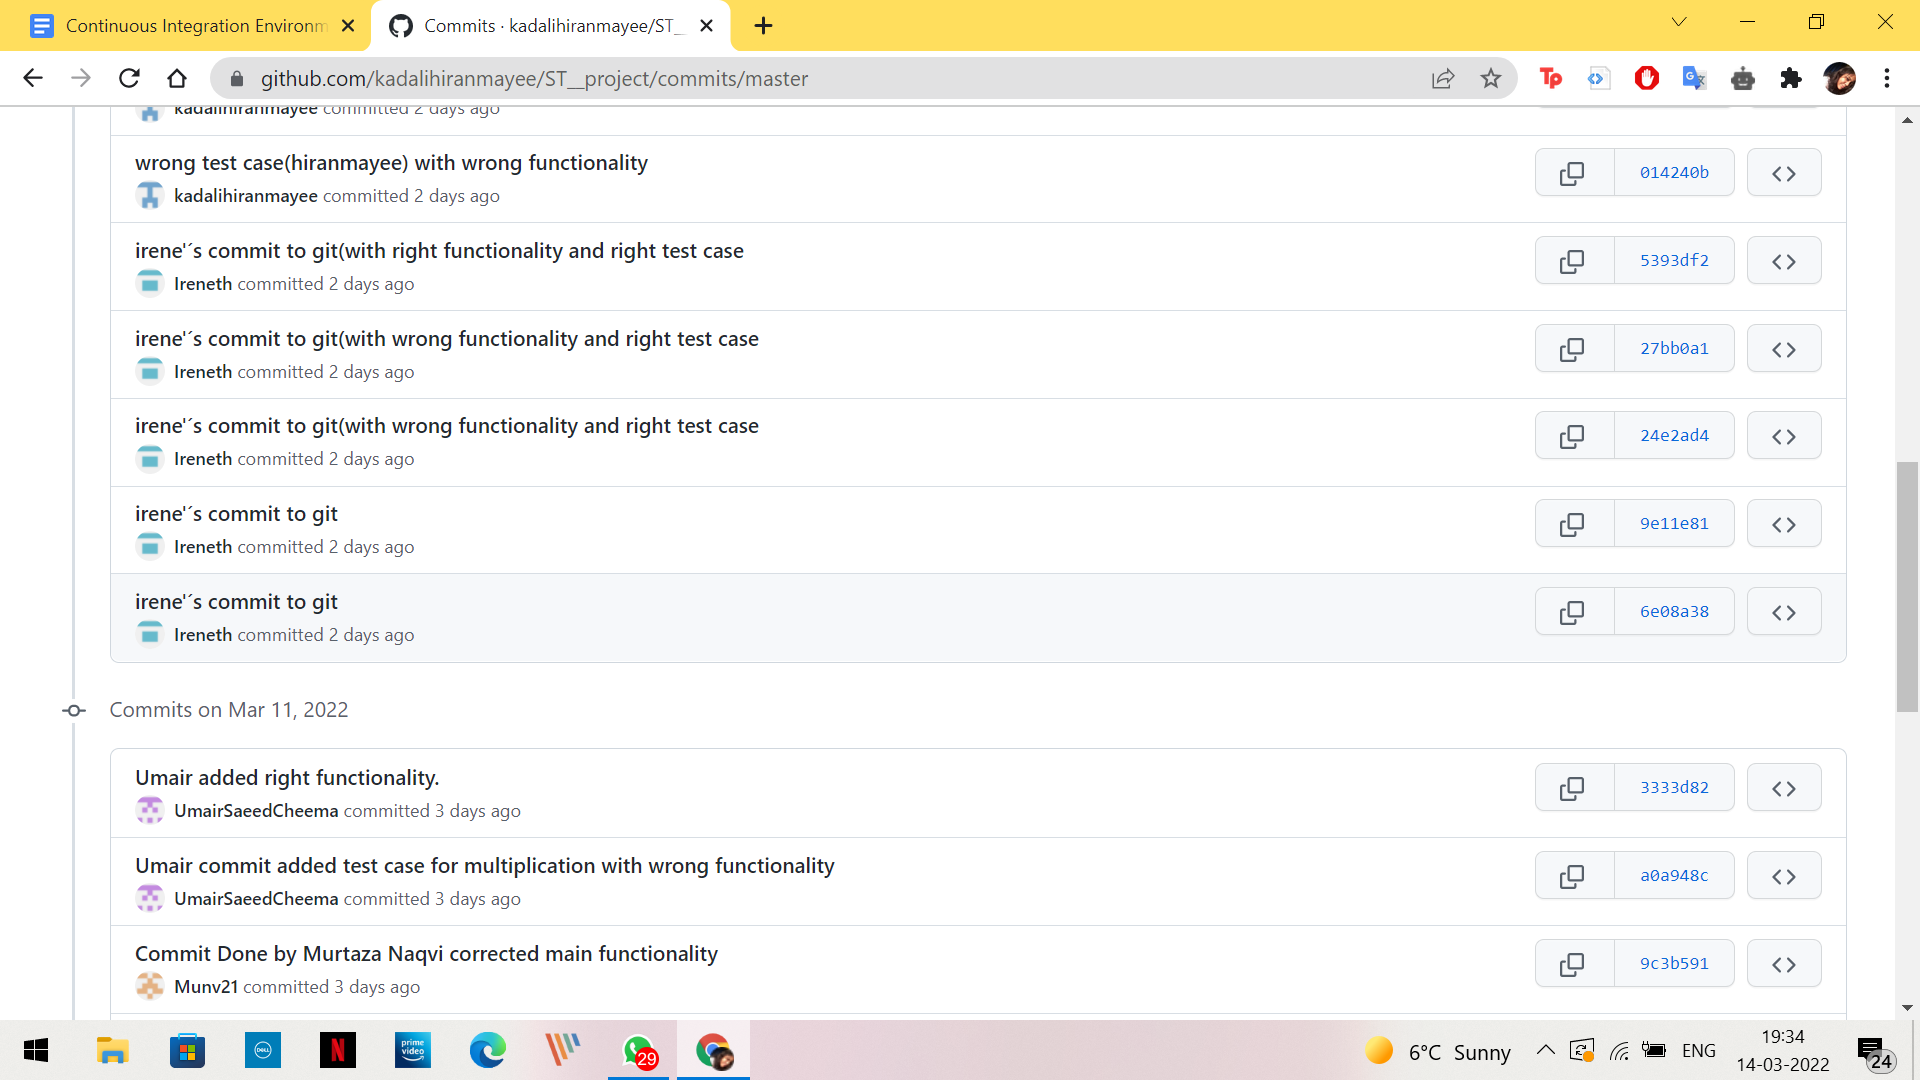 Continuous Integration Environm
Commits · kadalihiranmayee/ST_
github.com/kadalihiranmayee/ST__project/commits/master
kadalihiranmayee committed 2 days ago
wrong test case(hiranmayee) with wrong functionality
014240b
kadalihiranmayee committed 2 days ago
irene'´s commit to git(with right functionality and right test case
5393df2
Ireneth committed 2 days ago
irene'´s commit to git(with wrong functionality and right test case
27bb0a1
Ireneth committed 2 days ago
irene'´s commit to git(with wrong functionality and right test case
24e2ad4
Ireneth committed 2 days ago
irene'´s commit to git
9e11e81
Ireneth committed 2 days ago
irene'´s commit to git
6e08a38
Ireneth committed 2 days ago
Commits on Mar 11, 2022
Umair added right functionality.
3333d82
UmairSaeedCheema committed 3 days ago
Umair commit added test case for multiplication with wrong functionality
a0a948c
UmairSaeedCheema committed 3 days ago
Commit Done by Murtaza Naqvi corrected main functionality
9c3b591
Munv21 committed 3 days ago
DELL
N
prime video
29
6°C Sunny
ENG
19:34
14-03-2022
24